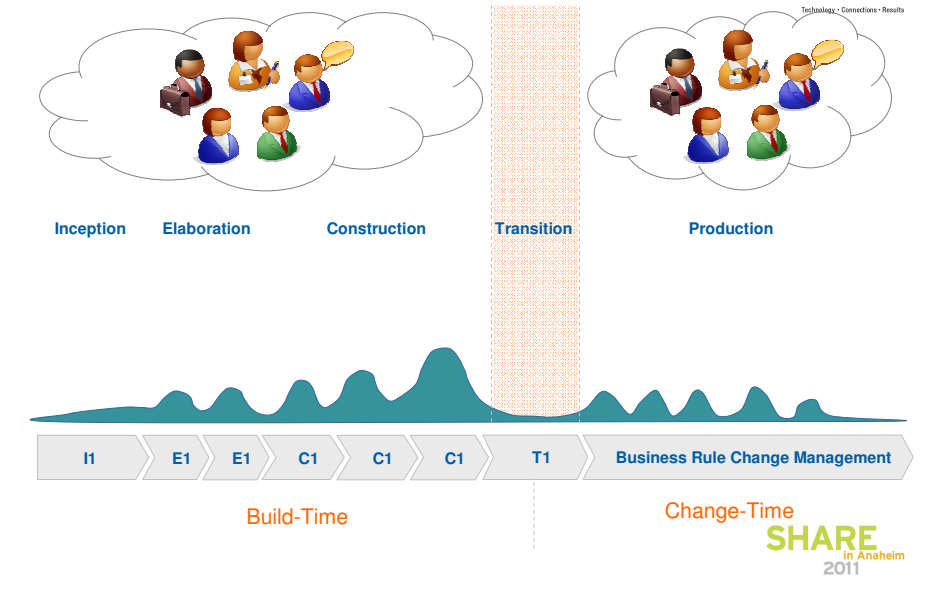 Technology • Connections • Results
Inception Elaboration Construction Transition Production
I1 E1 E1 C1 C1 C1 T1 Business Rule Change Management
Build-Time Change-Time
SHARE
in Anaheim
2011